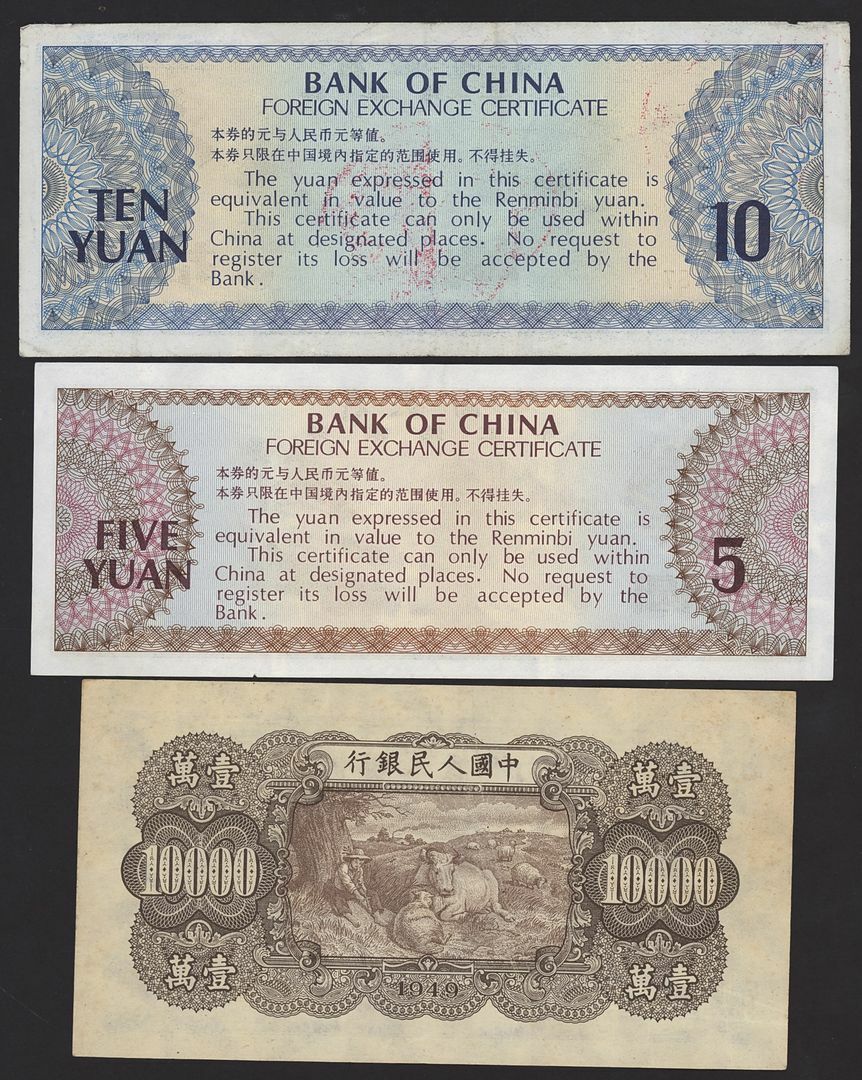 BANK OF CHINA
FOREIGN EXCHANGE CERTIFICATE
本券的元与人民币元等值。
本券只限在中国境内指定的范围使用。不得挂失。
The yuan expressed in this certificate is
equivalent in value to the Renminbi yuan.
This certificate can only be used within
China at designated places. No request to
register its loss will be accepted by the
Bank.
TEN
YUAN
10
BANK OF CHINA
FOREIGN EXCHANGE CERTIFICATE
本券的元与人民币元等值。
本券只限在中国境内指定的范围使用。不得挂失。
The yuan expressed in this certificate is
equivalent in value to the Renminbi yuan.
This certificate can only be used within
China at designated places. No request to
register its loss will be accepted by the
Bank.
FIVE
YUAN
5
行銀民人國中
萬壹
萬壹
10000
10000
萬壹
萬壹
1949